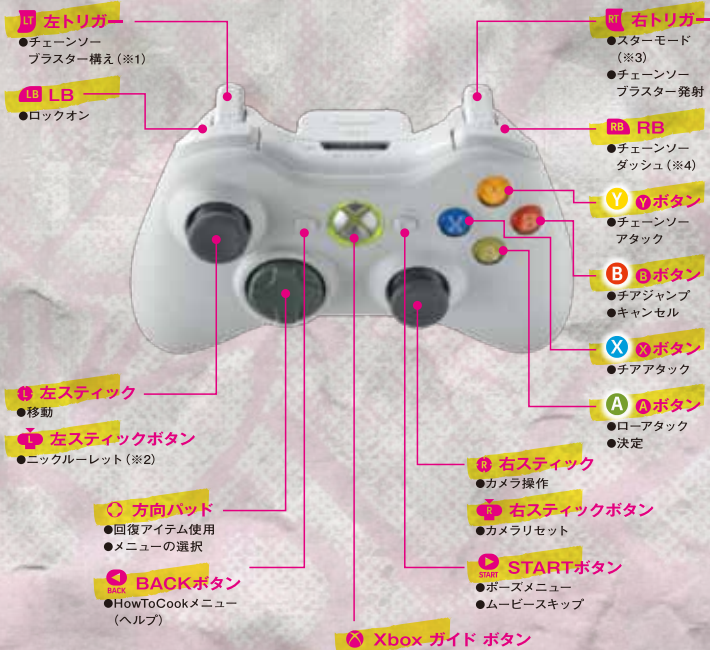 LT 左トリガー
●チェーンソー
ブラスター構え(※1)
LB LB
●ロックオン
RT 右トリガー
●スターモード
(※3)
●チェーンソー
ブラスター発射
RB RB
●チェーンソー
ダッシュ(※4)
Y Yボタン
●チェーンソー
アタック
B Bボタン
●チアジャンプ
●キャンセル
X Xボタン
●チアアタック
A Aボタン
●ローアタック
●決定
L 左スティック
●移動
L 左スティックボタン
●ニックルーレット(※2)
方向パッド
●回復アイテム使用
●メニューの選択
BACK BACKボタン
●HowToCookメニュー
(ヘルプ)
R 右スティック
●カメラ操作
R 右スティックボタン
●カメラリセット
START STARTボタン
●ポーズメニュー
●ムービースキップ
Xbox ガイド ボタン
Y
X
B